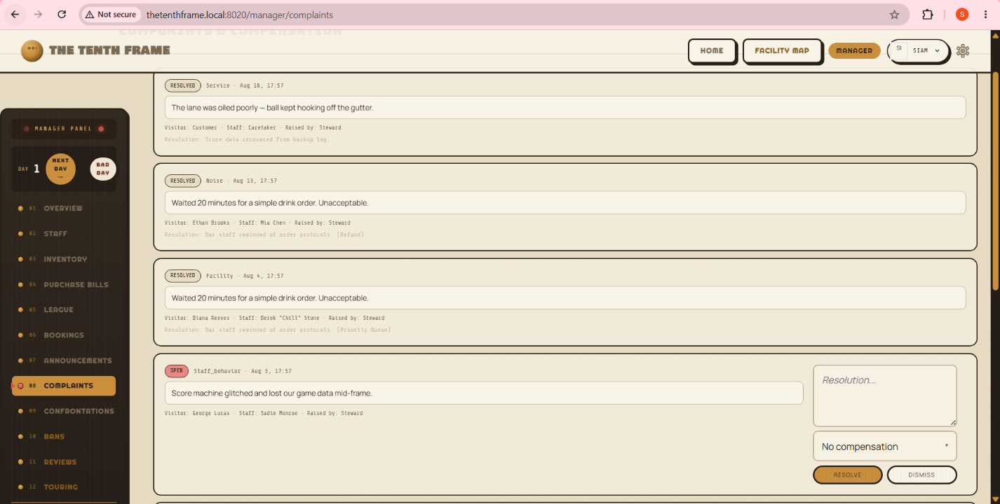 Not secure
thetenthframe.local:8020/manager/complaints
S
COMPLAINTS & COMPENSATION
THE TENTH FRAME
HOME
FACILITY MAP
MANAGER
SI
SIAM
MANAGER PANEL
DAY 1
NEXT
DAY
→
BAD
DAY
01 OVERVIEW
02 STAFF
03 INVENTORY
04 PURCHASE BILLS
05 LEAGUE
06 BOOKINGS
07 ANNOUNCEMENTS
08 COMPLAINTS
09 CONFRONTATIONS
10 BANS
11 REVIEWS
12 TOURING
RESOLVED Service · Aug 16, 17:57
The lane was oiled poorly — ball kept hooking off the gutter.
Visitor: Customer · Staff: Caretaker · Raised by: Steward
Resolution: Score data recovered from backup log.
RESOLVED Noise · Aug 13, 17:57
Waited 20 minutes for a simple drink order. Unacceptable.
Visitor: Ethan Brooks · Staff: Mia Chen · Raised by: Steward
Resolution: Bar staff reminded of order protocols. (Refund)
RESOLVED Facility · Aug 4, 17:57
Waited 20 minutes for a simple drink order. Unacceptable.
Visitor: Diana Reeves · Staff: Derek "Chill" Stone · Raised by: Steward
Resolution: Bar staff reminded of order protocols. (Priority Queue)
OPEN Staff_behavior · Aug 3, 17:57
Score machine glitched and lost our game data mid-frame.
Visitor: George Lucas · Staff: Sadie Monroe · Raised by: Steward
Resolution...
No compensation
RESOLVE
DISMISS